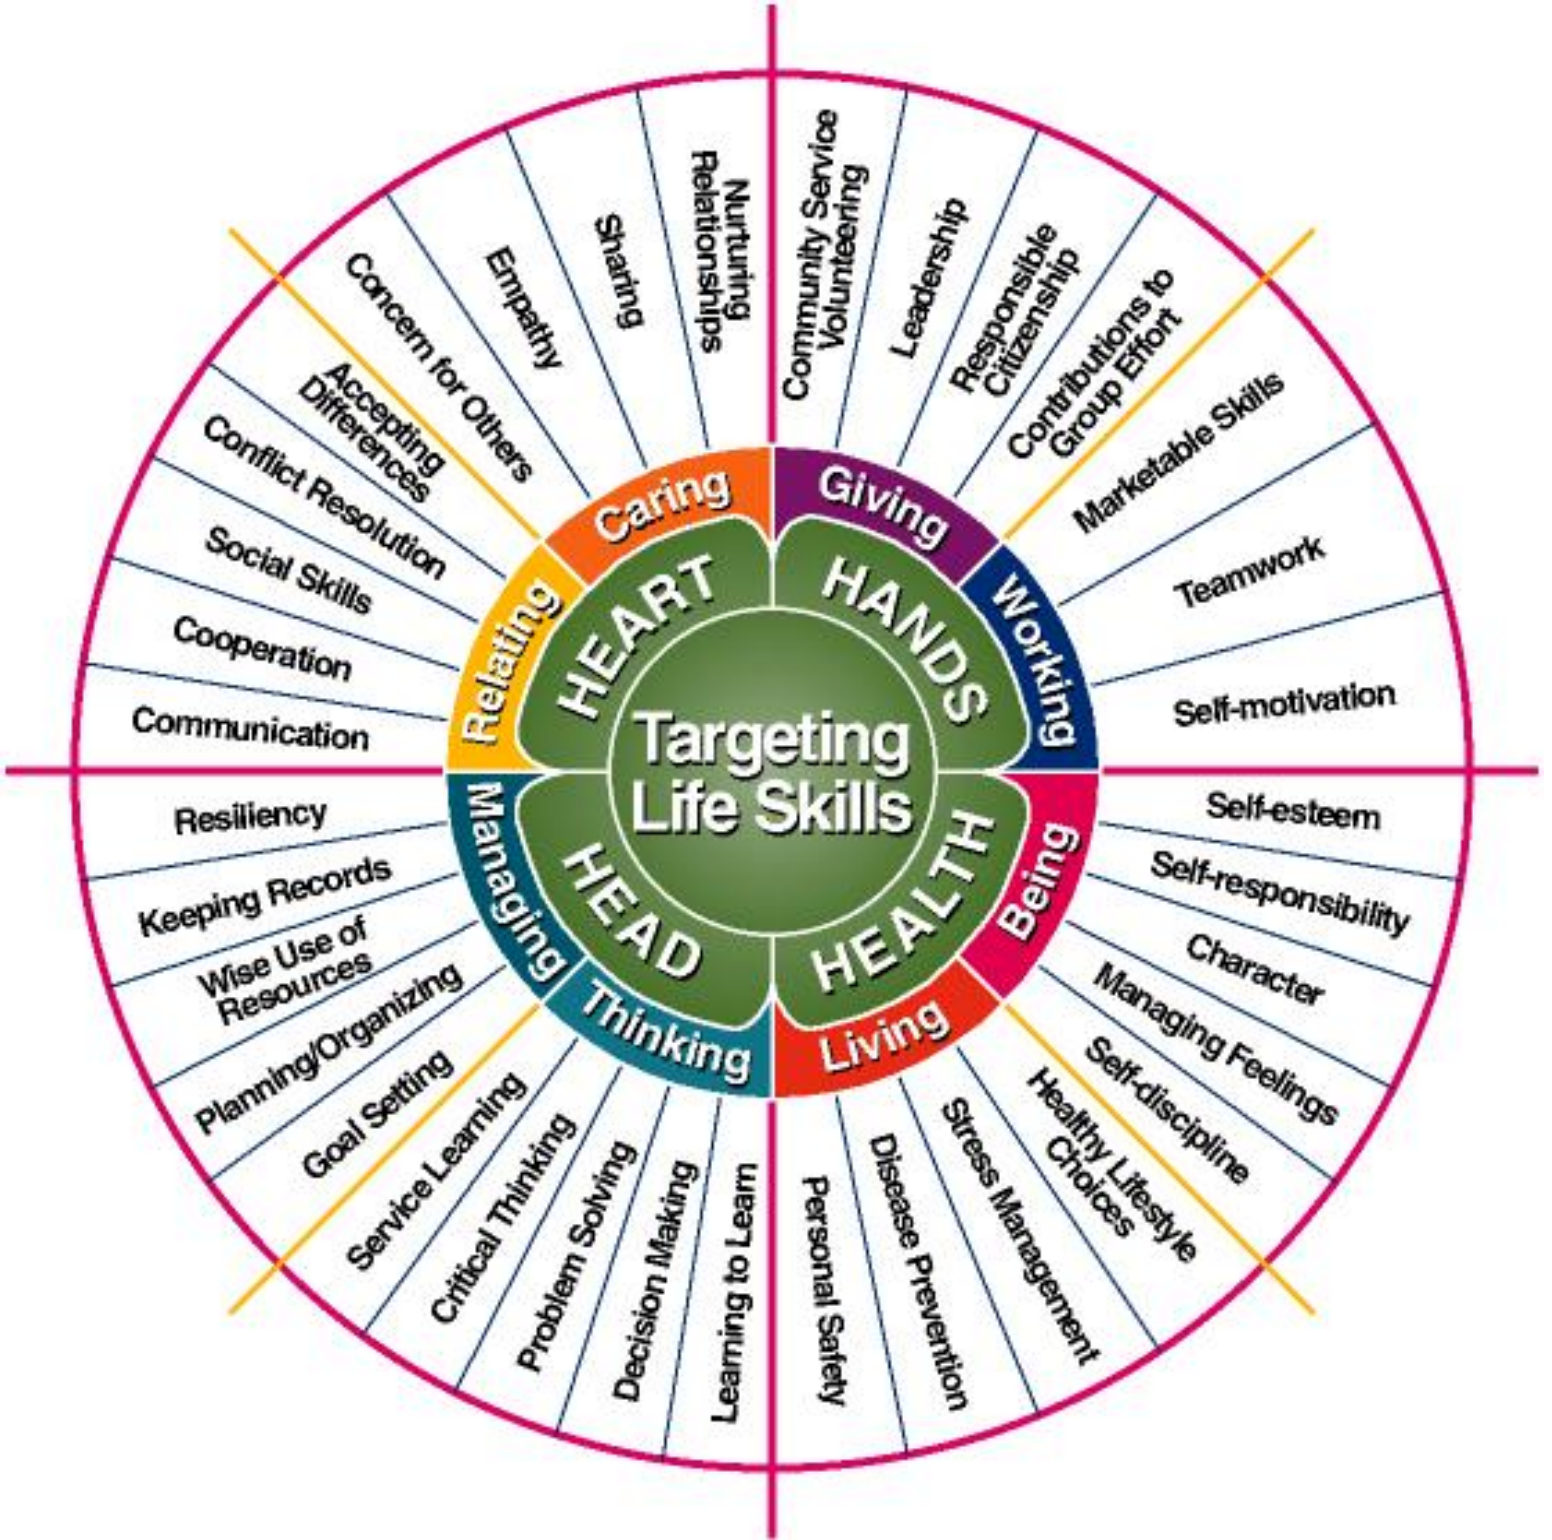 Targeting
Life Skills
HEART
HANDS
HEALTH
HEAD
Caring
Giving
Working
Being
Living
Thinking
Managing
Relating
Community Service
Volunteering
Leadership
Responsible
Citizenship
Contributions to
Group Effort
Marketable Skills
Teamwork
Self-motivation
Self-esteem
Self-responsibility
Character
Managing Feelings
Self-discipline
Healthy Lifestyle
Choices
Stress Management
Disease Prevention
Personal Safety
Learning to Learn
Decision Making
Problem Solving
Critical Thinking
Service Learning
Goal Setting
Planning/Organizing
Wise Use of
Resources
Keeping Records
Resiliency
Communication
Cooperation
Social Skills
Conflict Resolution
Accepting
Differences
Concern for Others
Empathy
Sharing
Nurturing
Relationships